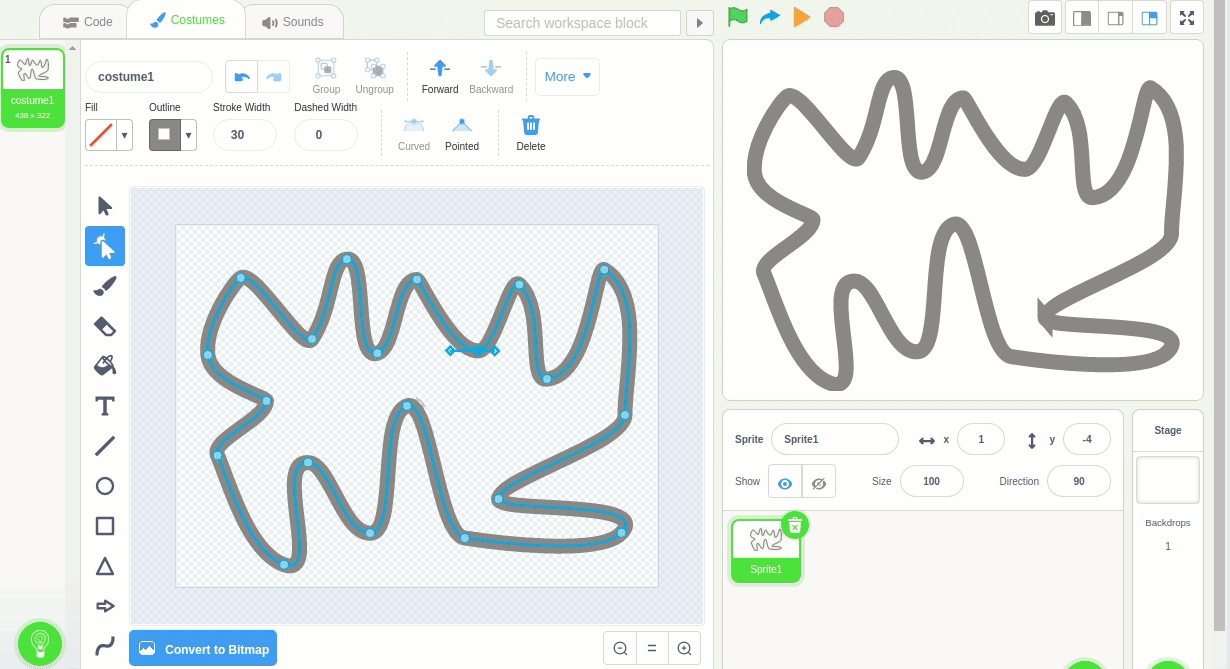 Code
Costumes
Sounds
Search workspace block
1
costume1
438 x 322
costume1
Group
Ungroup
Forward
Backward
More
Fill
Outline
Stroke Width
Dashed Width
30
0
Curved
Pointed
Delete
T
Convert to Bitmap
=
Sprite
Sprite1
x
1
y
-4
Show
Size
100
Direction
90
Sprite1
Stage
Backdrops
1